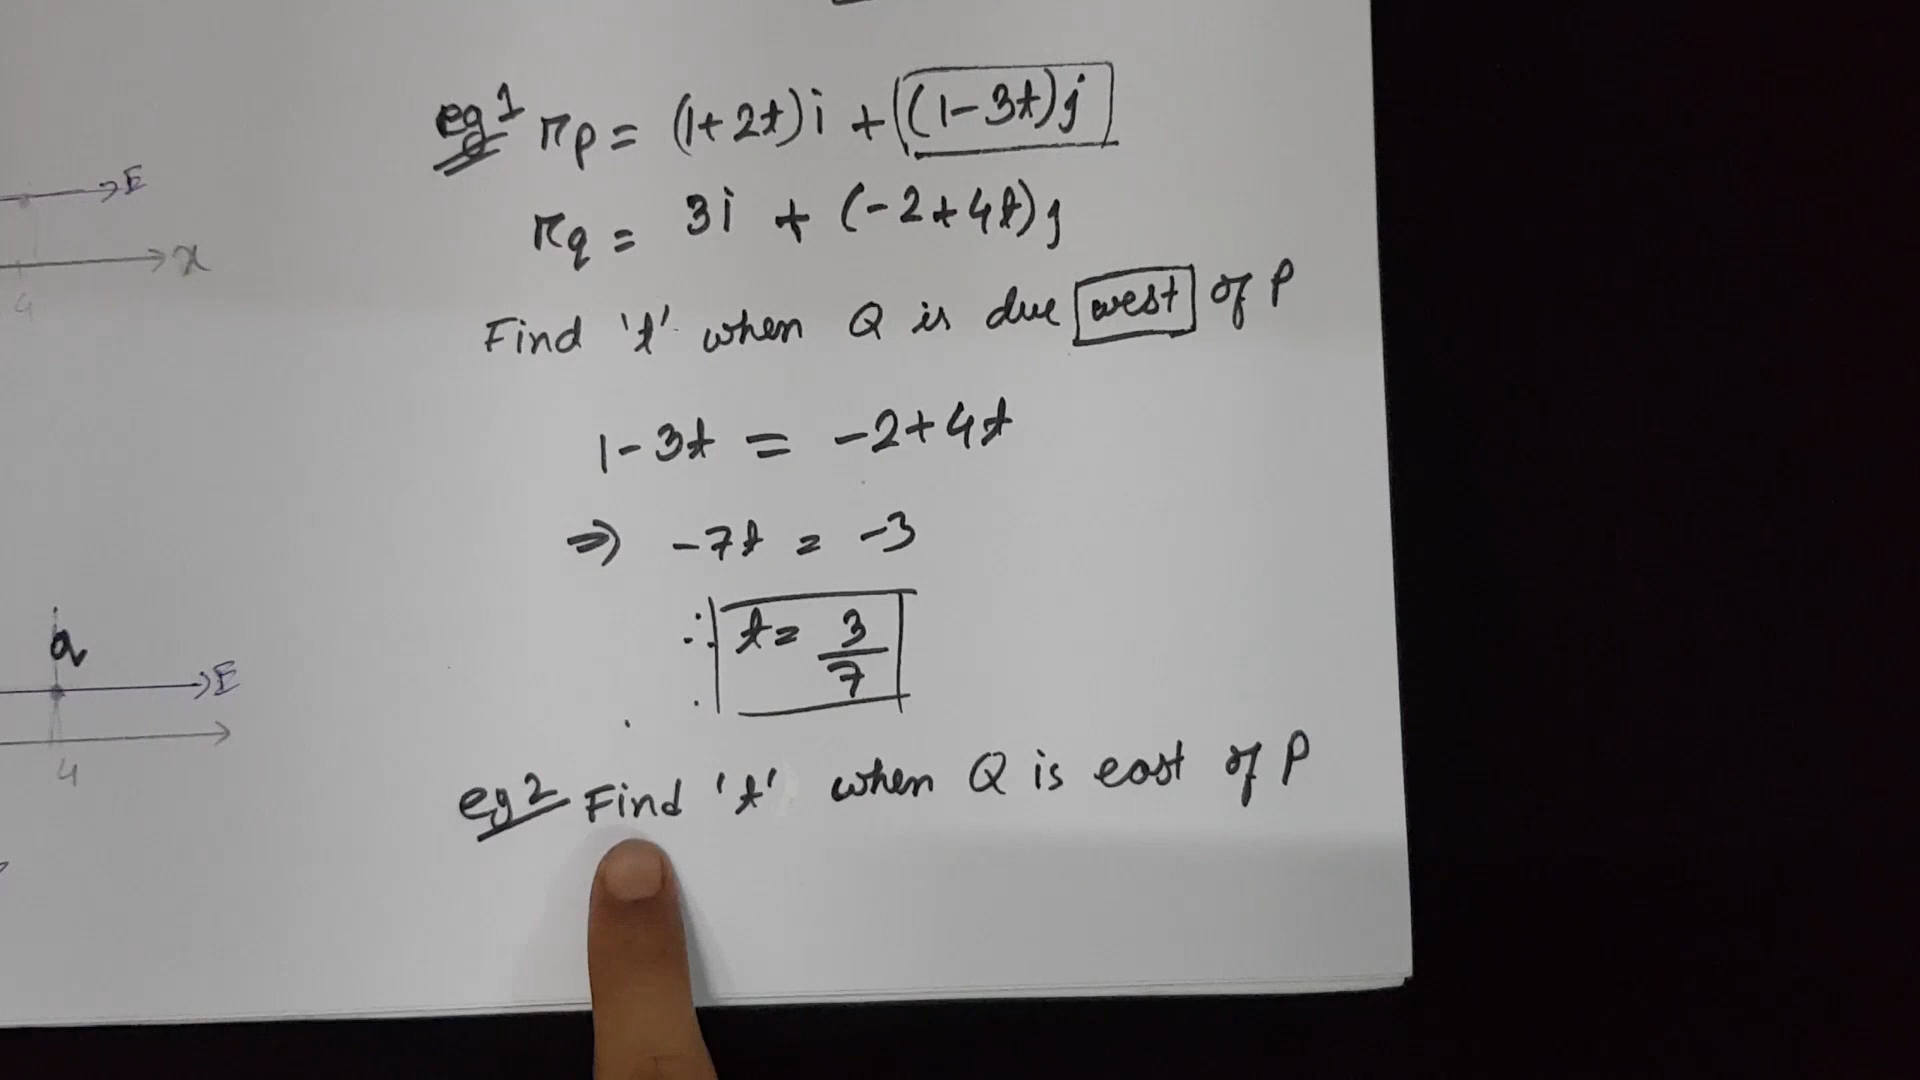 E
x
4
eg1 rp = (1+2t)i + (1-3t)j
rq = 3i + (-2+4t)j
Find 't' when Q is due west of P
1-3t = -2+4t
⇒ -7t = -3
∴ t = 3/7
q
E
4
eg2 Find 't' when Q is east of P